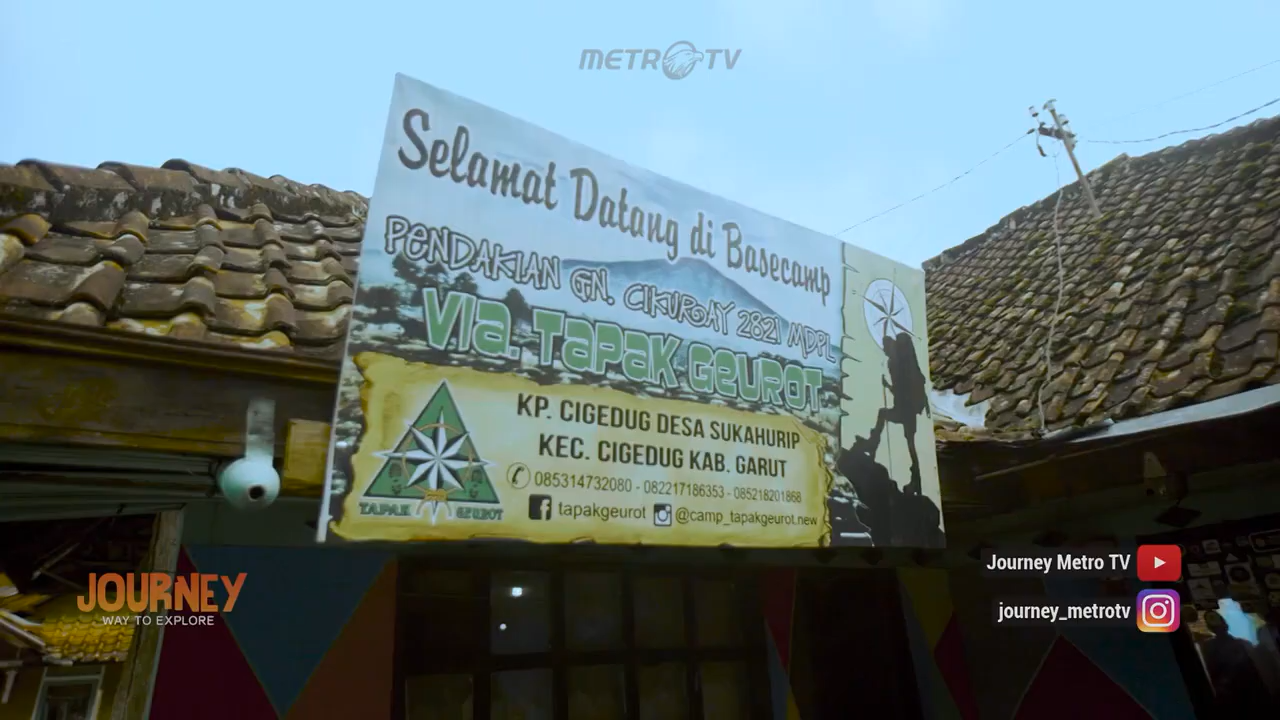 METRO TV
Selamat Datang di Basecamp
PENDAKIAN GN. CIKURAY 2821 MDPL
VIA. TAPAK GEUROT
KP. CIGEDUG DESA SUKAHURIP
KEC. CIGEDUG KAB. GARUT
085314732080 - 082217186353 - 085218201868
TAPAK GEUROT
tapakgeurot @camp_tapakgeurot.new
Journey Metro TV
JOURNEY
WAY TO EXPLORE
journey_metrotv